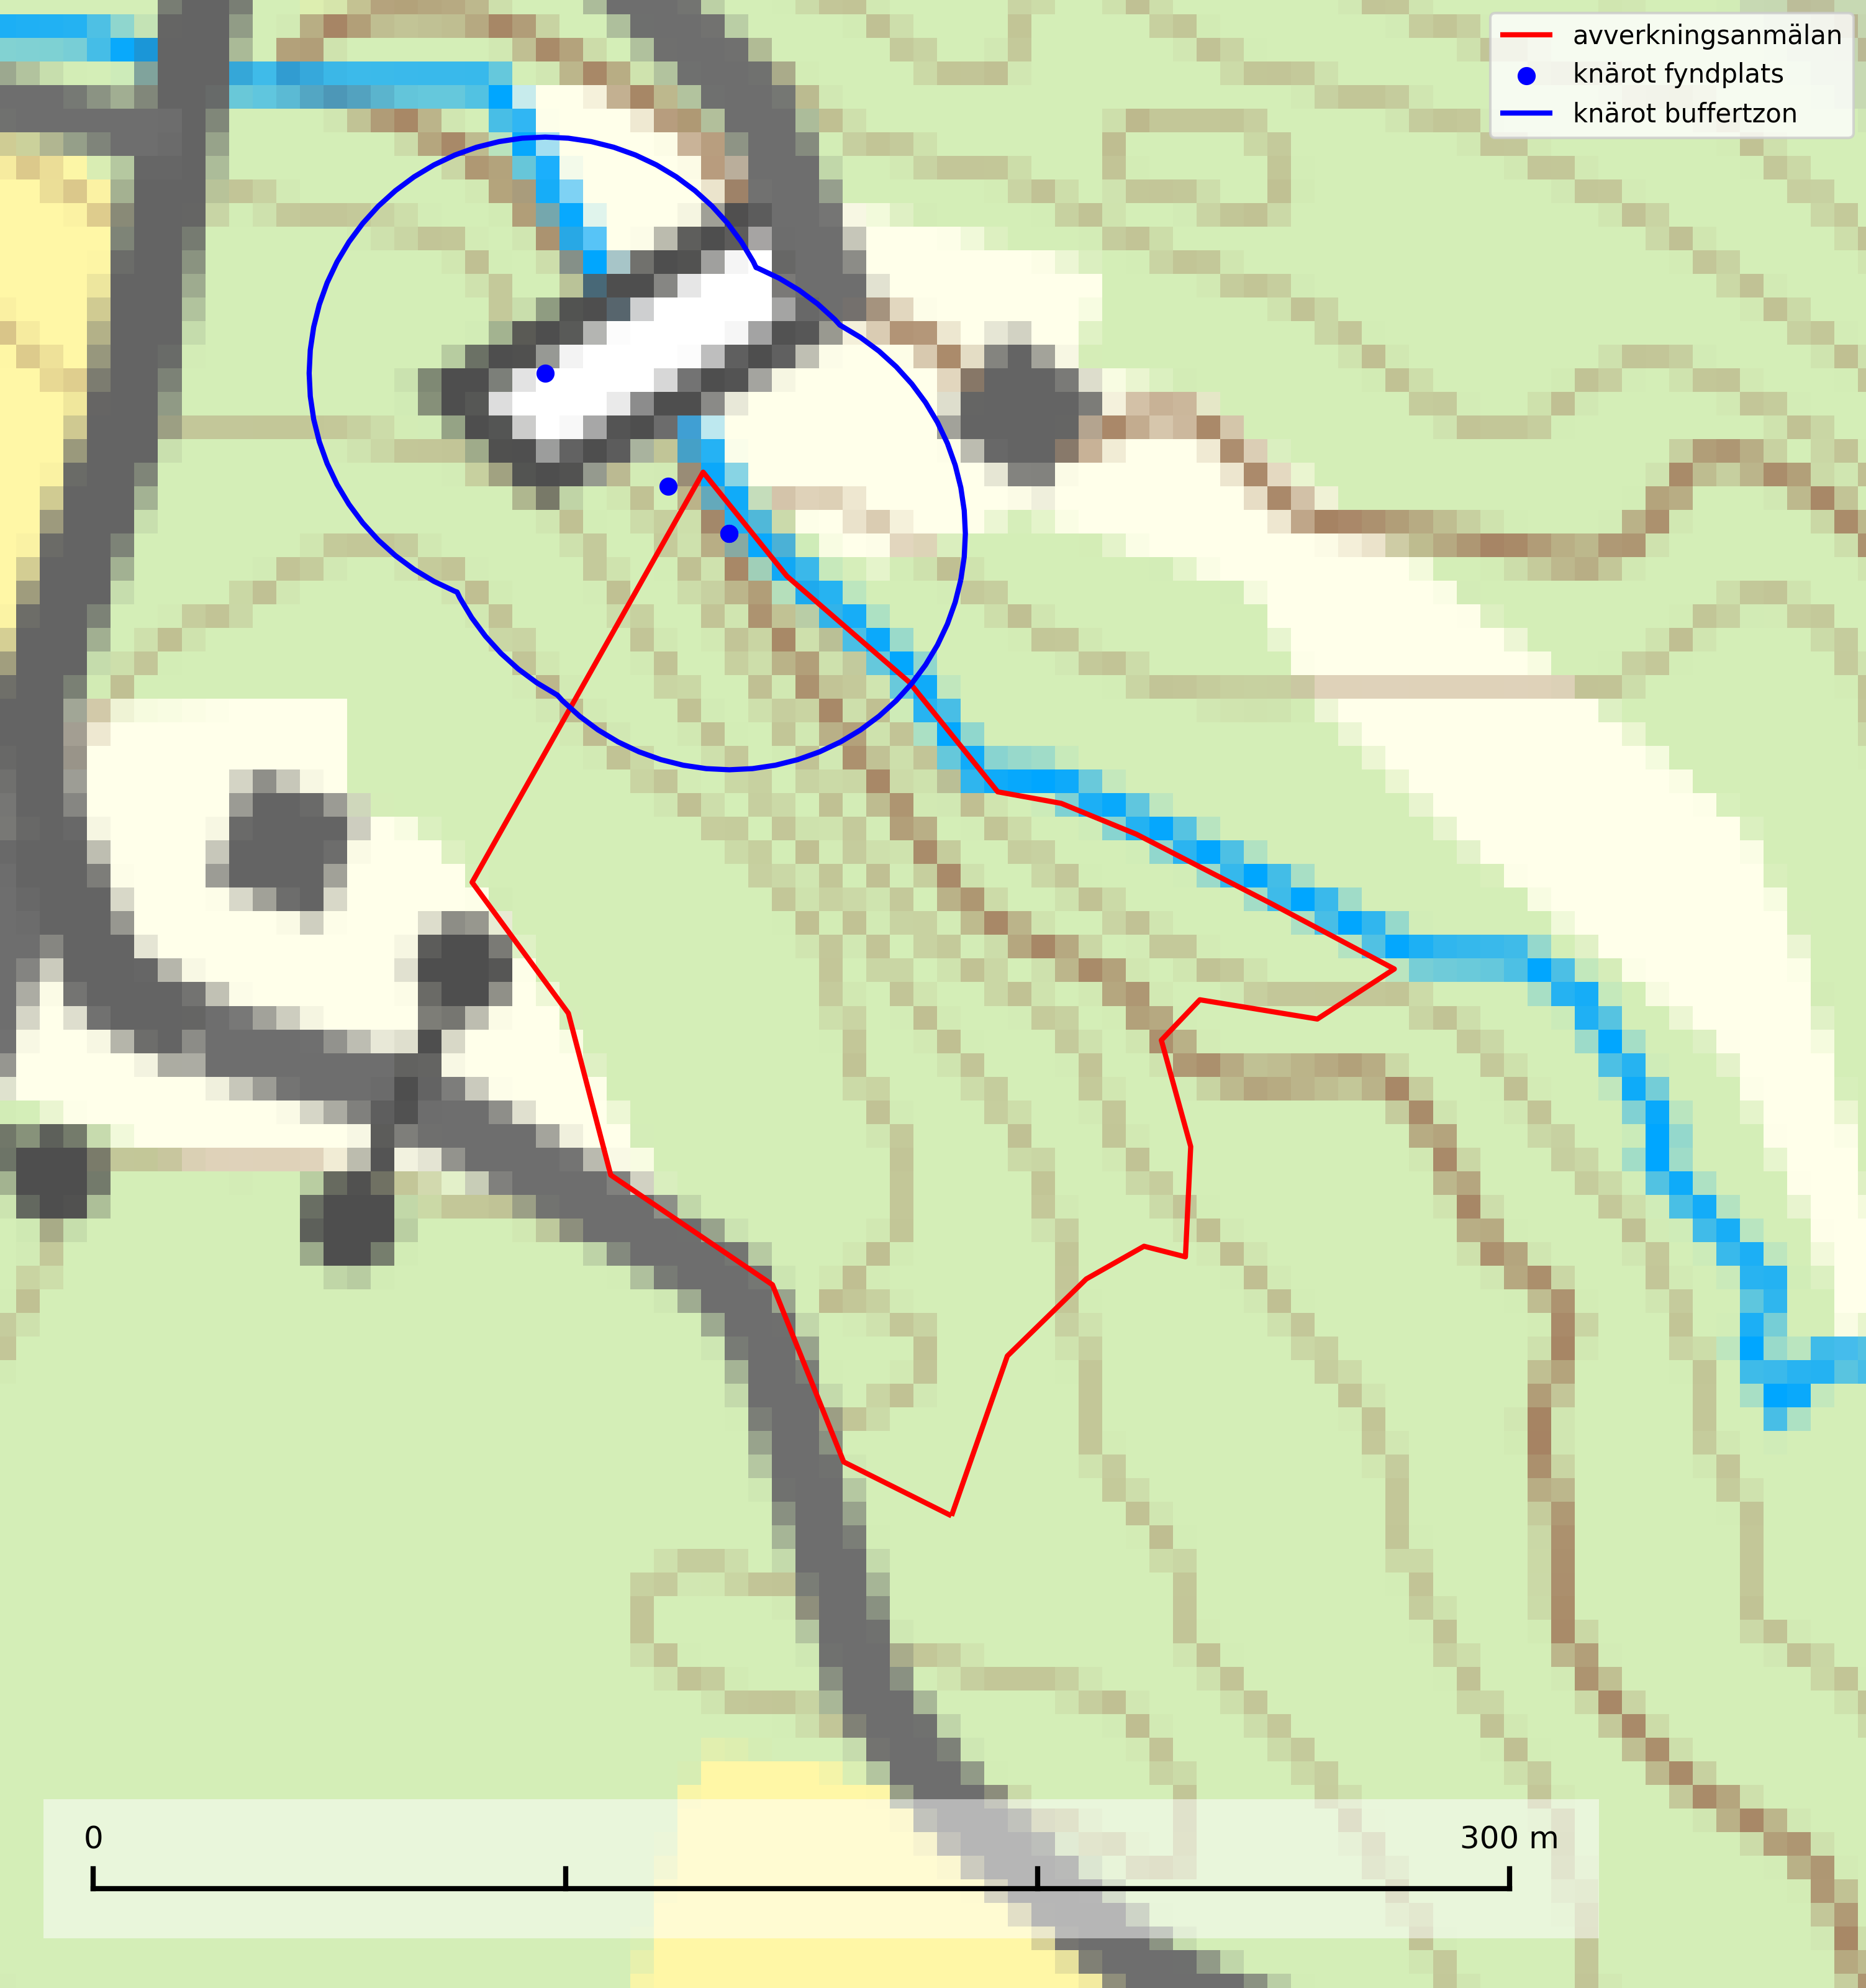 avverkningsanmälan
knärot fyndplats
knärot buffertzon
0 300 m